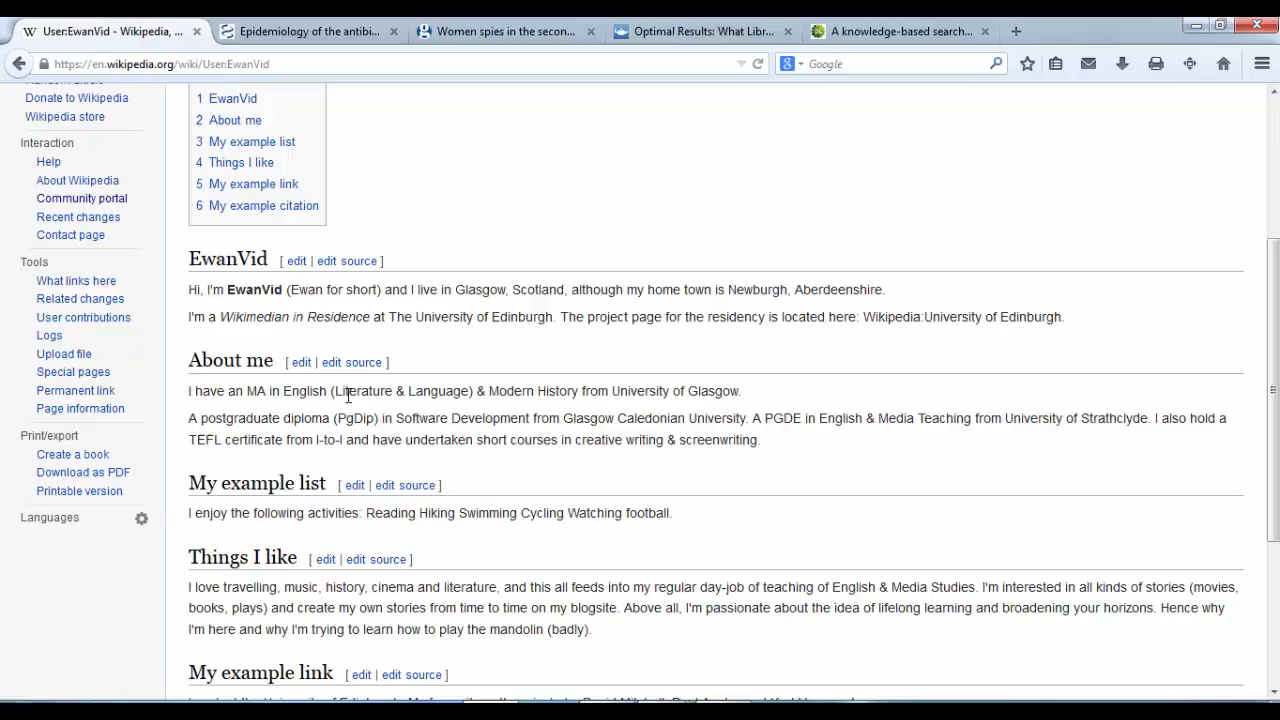 User:EwanVid - Wikipedia, ...
Epidemiology of the antibi...
Women spies in the secon...
Optimal Results: What Libr...
A knowledge-based search...
https://en.wikipedia.org/wiki/User:EwanVid
Google
Donate to Wikipedia
Wikipedia store
Interaction
Help
About Wikipedia
Community portal
Recent changes
Contact page
Tools
What links here
Related changes
User contributions
Logs
Upload file
Special pages
Permanent link
Page information
Print/export
Create a book
Download as PDF
Printable version
Languages
1 EwanVid
2 About me
3 My example list
4 Things I like
5 My example link
6 My example citation
EwanVid [ edit | edit source ]
Hi, I'm EwanVid (Ewan for short) and I live in Glasgow, Scotland, although my home town is Newburgh, Aberdeenshire.
I'm a Wikimedian in Residence at The University of Edinburgh. The project page for the residency is located here: Wikipedia:University of Edinburgh.
About me [ edit | edit source ]
I have an MA in English (Literature & Language) & Modern History from University of Glasgow.
A postgraduate diploma (PgDip) in Software Development from Glasgow Caledonian University. A PGDE in English & Media Teaching from University of Strathclyde. I also hold a
TEFL certificate from I-to-I and have undertaken short courses in creative writing & screenwriting.
My example list [ edit | edit source ]
I enjoy the following activities: Reading Hiking Swimming Cycling Watching football.
Things I like [ edit | edit source ]
I love travelling, music, history, cinema and literature, and this all feeds into my regular day-job of teaching of English & Media Studies. I'm interested in all kinds of stories (movies,
books, plays) and create my own stories from time to time on my blogsite. Above all, I'm passionate about the idea of lifelong learning and broadening your horizons. Hence why
I'm here and why I'm trying to learn how to play the mandolin (badly).
My example link [ edit | edit source ]